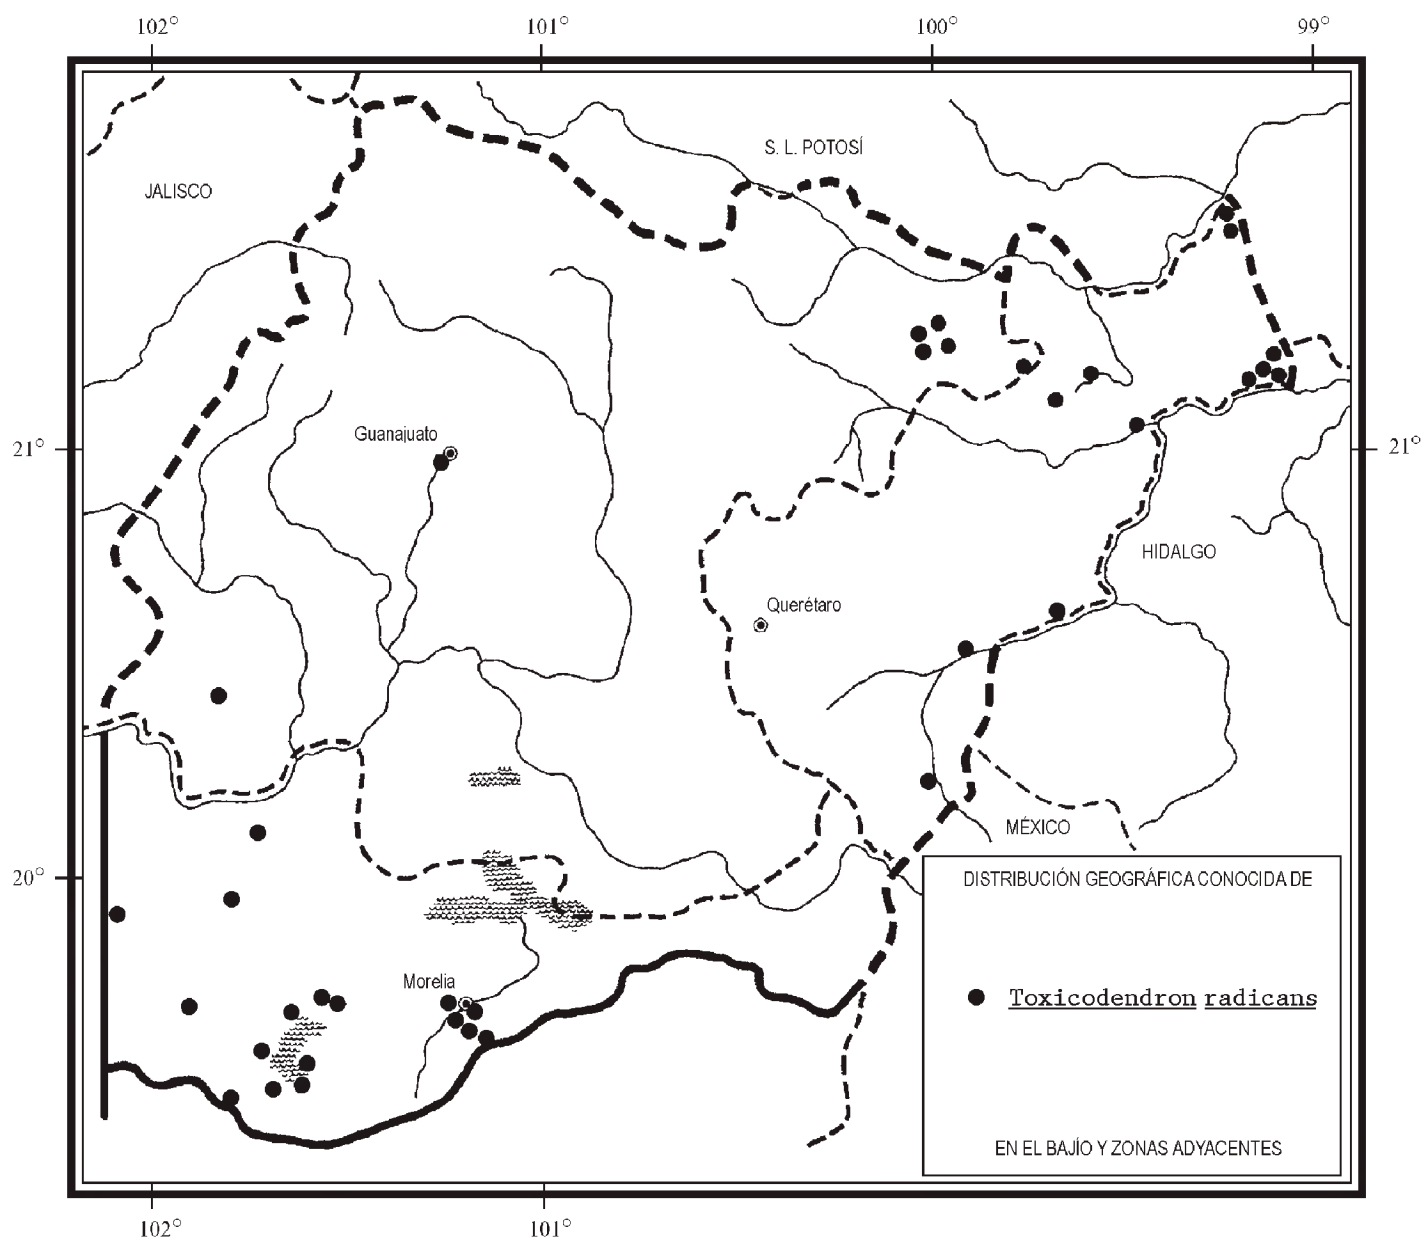 102° 101° 100° 99°
S. L. POTOSÍ
JALISCO
Guanajuato
21° 21°
HIDALGO
Querétaro
MÉXICO
20°
DISTRIBUCIÓN GEOGRÁFICA CONOCIDA DE
Morelia
Toxicodendron radicans
EN EL BAJÍO Y ZONAS ADYACENTES
102° 101°